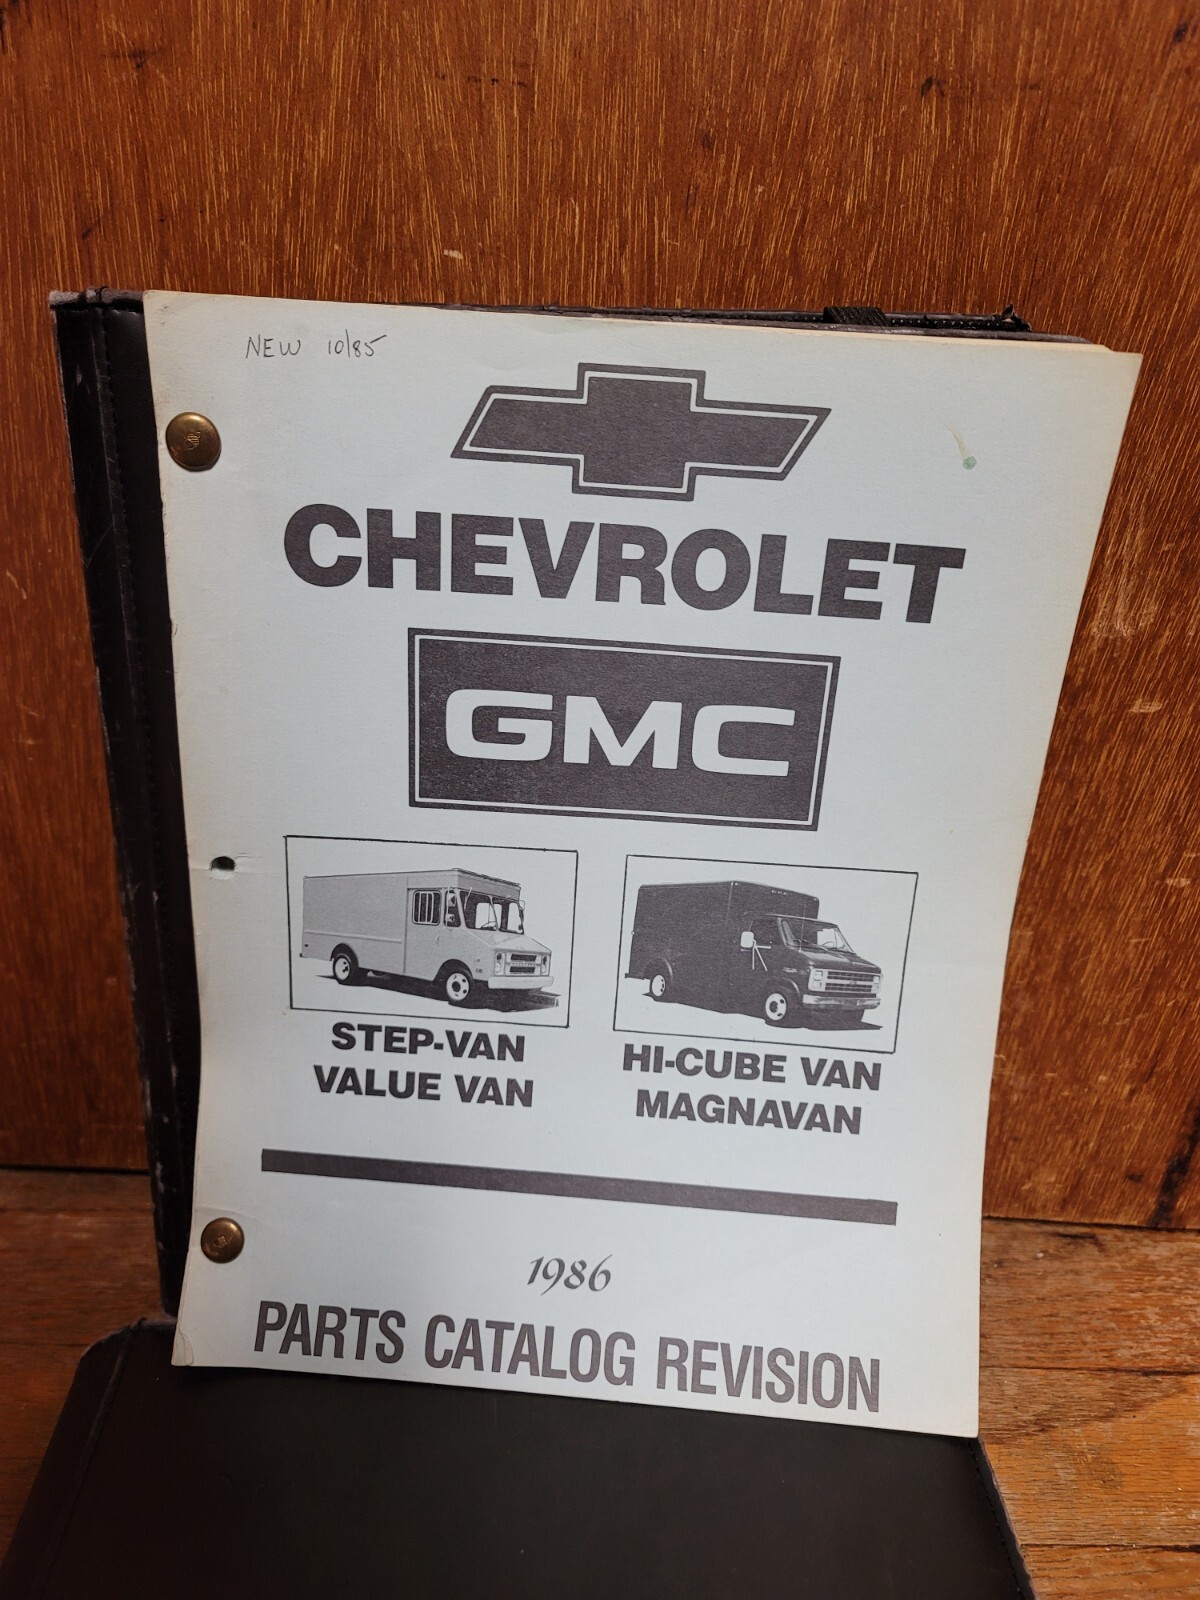 NEW 10/85
CHEVROLET
GMC
STEP-VAN
VALUE VAN
HI-CUBE VAN
MAGNAVAN
1986
PARTS CATALOG REVISION